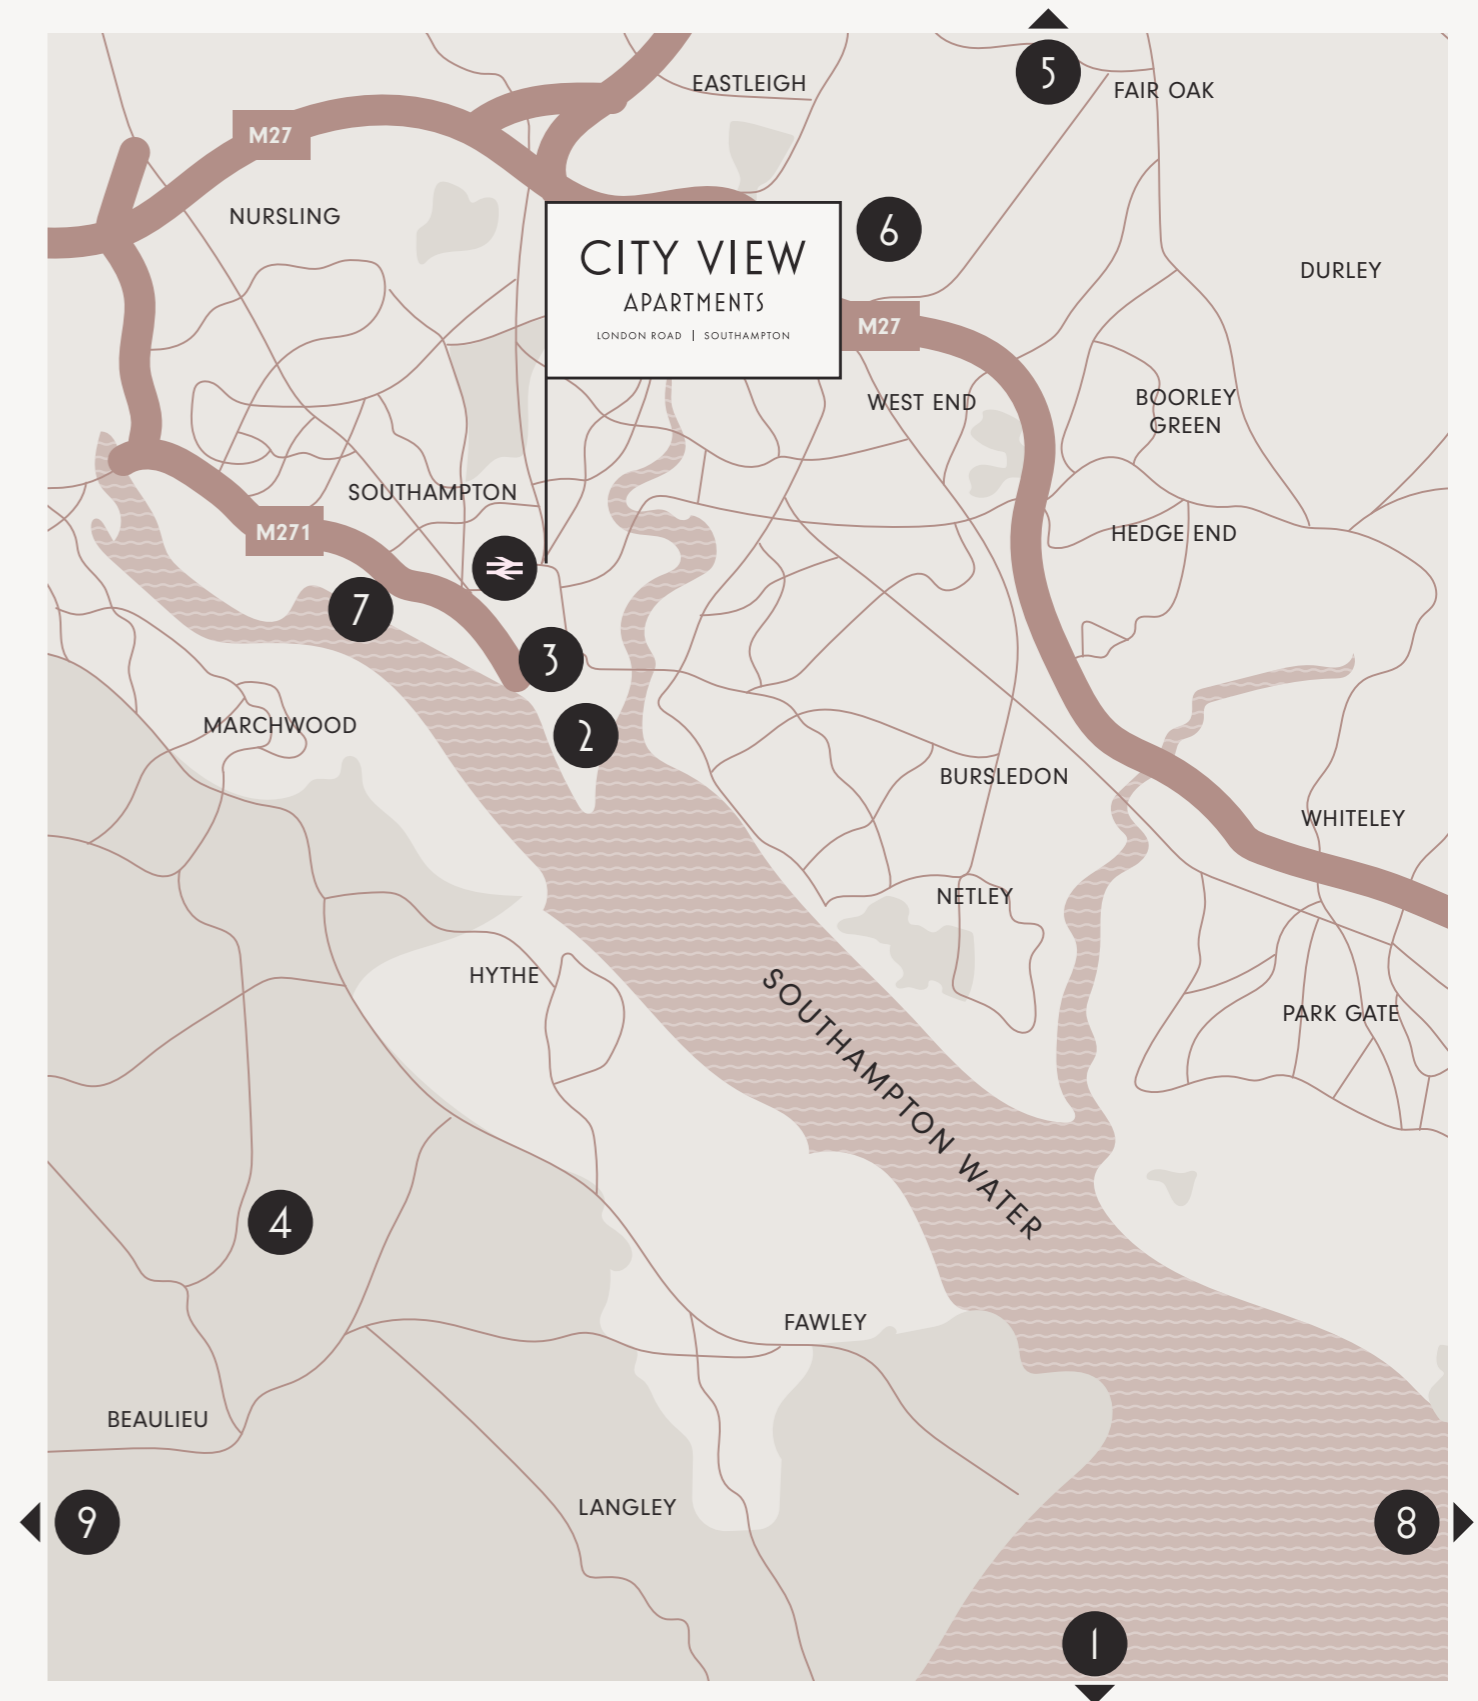 5
EASTLEIGH
FAIR OAK
M27
NURSLING
6
CITY VIEW
APARTMENTS
LONDON ROAD | SOUTHAMPTON
DURLEY
M27
WEST END
BOORLEY
GREEN
SOUTHAMPTON
M271
HEDGE END
7
3
MARCHWOOD
2
BURSLEDON
WHITELEY
NETLEY
HYTHE
SOUTHAMPTON WATER
PARK GATE
4
FAWLEY
BEAULIEU
LANGLEY
9
8
1